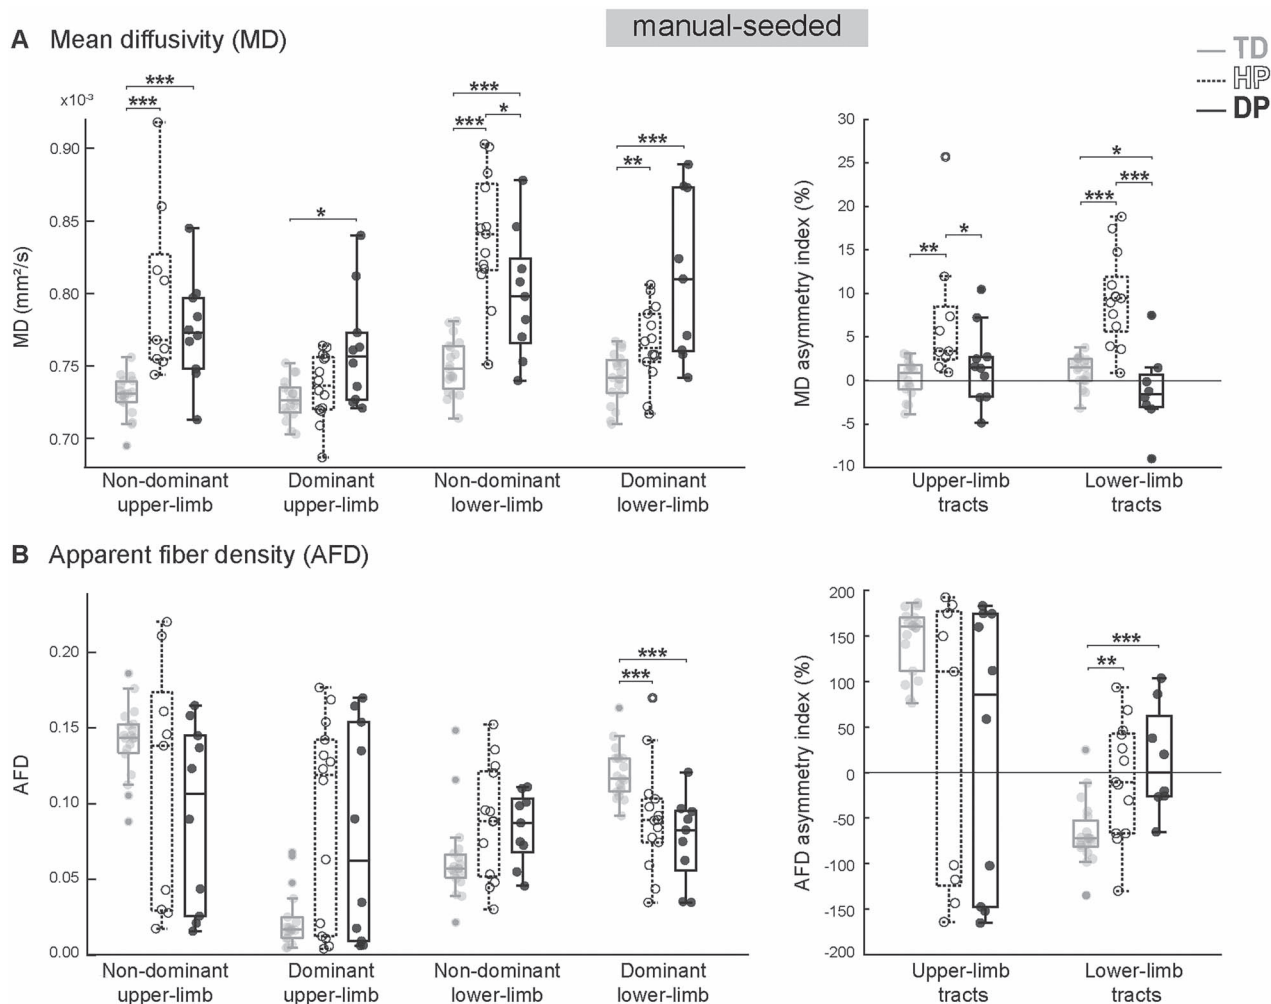 manual-seeded
A Mean diffusivity (MD)
TD
HP
DP
x10-3
*** *** *** *** * *** ** *
MD (mm²/s)
0.90
0.85
0.80
0.75
0.70
Non-dominant upper-limb
Dominant upper-limb
Non-dominant lower-limb
Dominant lower-limb
MD asymmetry index (%)
30
25
20
15
10
5
0
-5
-10
** * * *** ***
Upper-limb tracts
Lower-limb tracts
B Apparent fiber density (AFD)
AFD
0.20
0.15
0.10
0.05
0.00
*** ***
Non-dominant upper-limb
Dominant upper-limb
Non-dominant lower-limb
Dominant lower-limb
AFD asymmetry index (%)
200
150
100
50
0
-50
-100
-150
-200
*** **
Upper-limb tracts
Lower-limb tracts